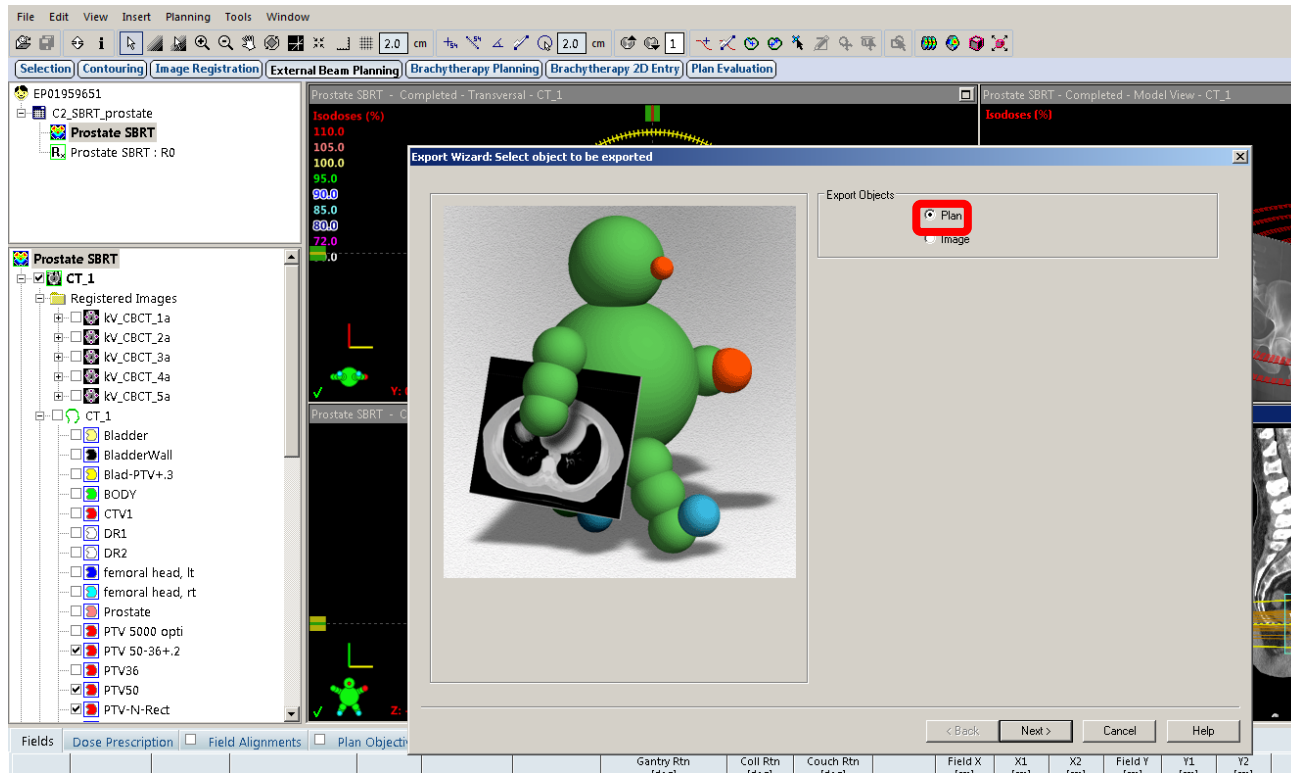 File Edit View Insert Planning Tools Window
2.0 cm 2.0 cm 1
Selection Contouring Image Registration External Beam Planning Brachytherapy Planning Brachytherapy 2D Entry Plan Evaluation
EP01959651
C2_SBRT_prostate
Prostate SBRT
Prostate SBRT : R0
Prostate SBRT
CT_1
Registered Images
kV_CBCT_1a
kV_CBCT_2a
kV_CBCT_3a
kV_CBCT_4a
kV_CBCT_5a
CT_1
Bladder
BladderWall
Blad-PTV+.3
BODY
CTV1
DR1
DR2
femoral head, lt
femoral head, rt
Prostate
PTV 5000 opti
PTV 50-36+.2
PTV36
PTV50
PTV-N-Rect
Prostate SBRT - Completed - Transversal - CT_1
Isodoses (%)
110.0
105.0
100.0
95.0
90.0
85.0
80.0
72.0
.0
Y:
Prostate SBRT - C
Z:
Prostate SBRT - Completed - Model View - CT_1
Isodoses (%)
Export Wizard: Select object to be exported
Export Objects
Plan
Image
< Back Next > Cancel Help
Fields Dose Prescription Field Alignments Plan Objecti
Gantry Rtn Coll Rtn Couch Rtn Field X X1 X2 Field Y Y1 Y2